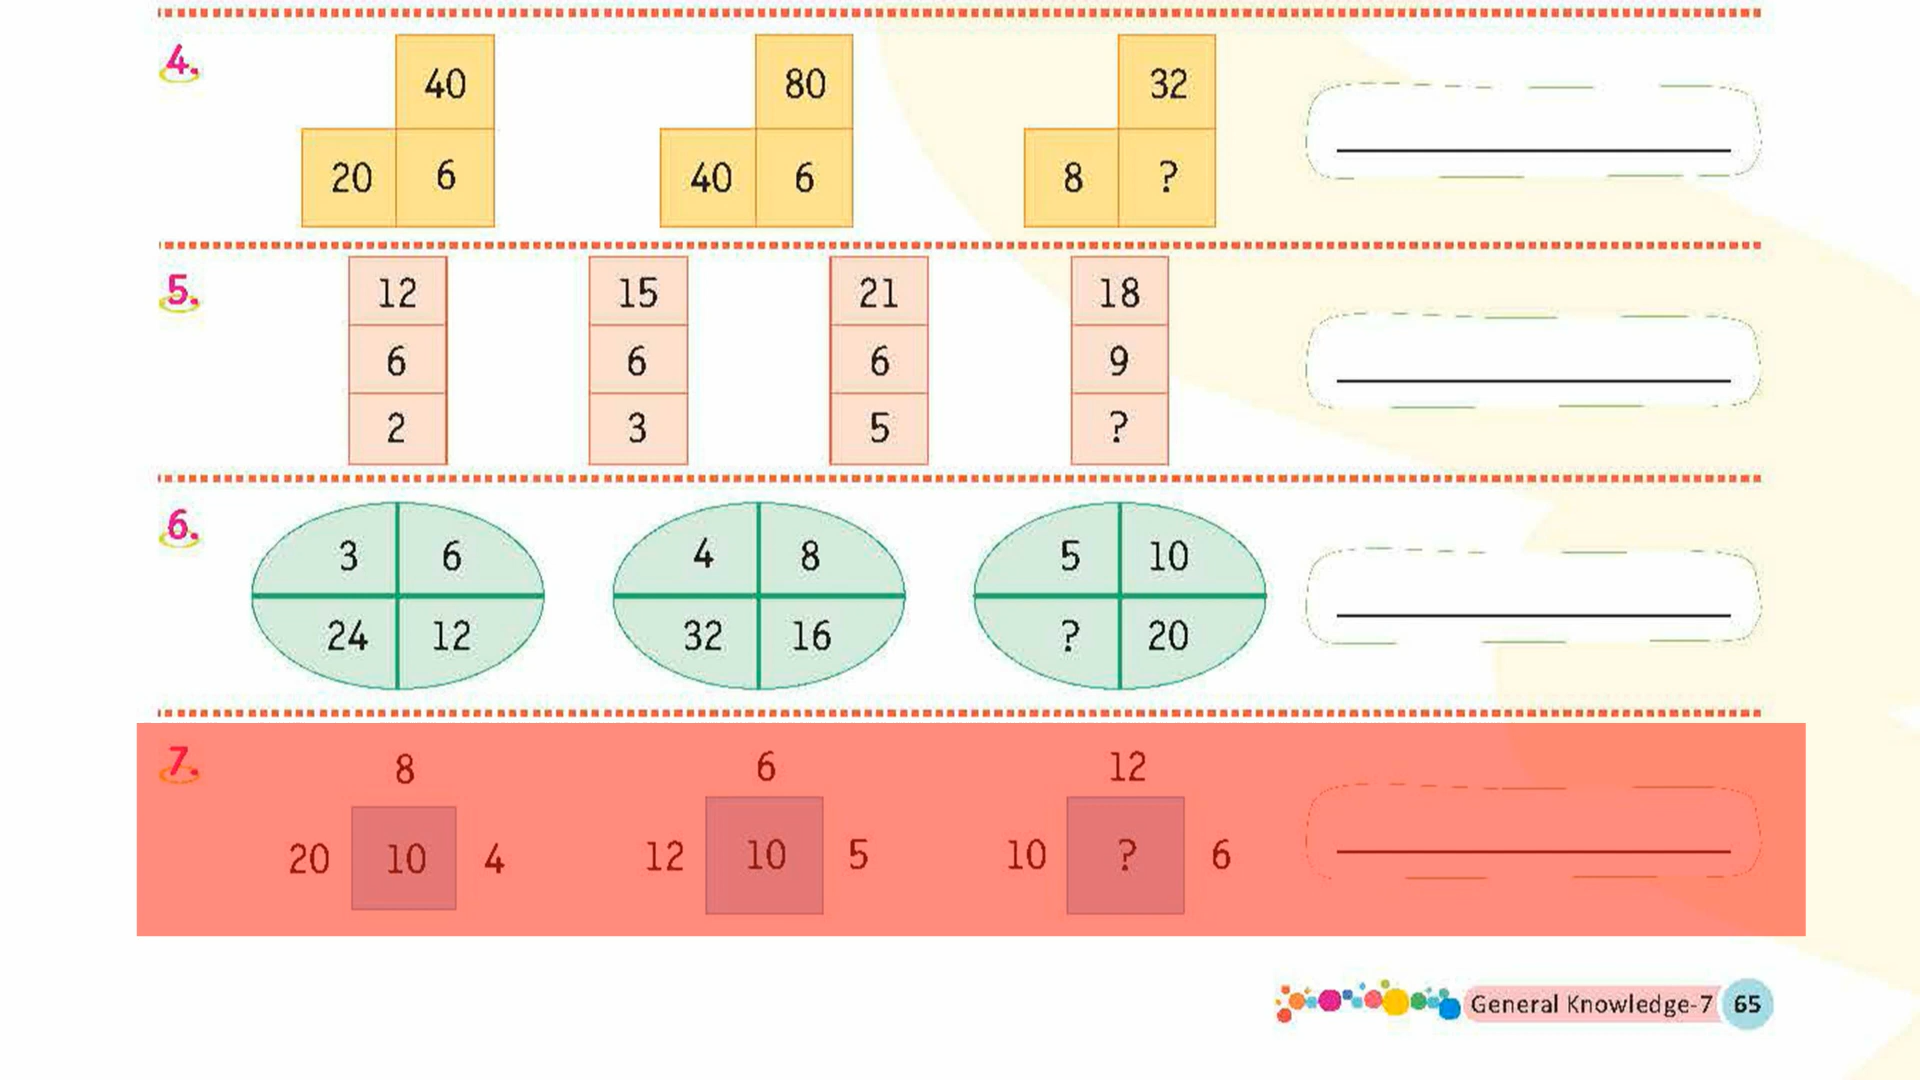 4.
40 80 32
20 6 40 6 8 ?
5.
12 15 21 18
6 6 6 9
2 3 5 ?
6.
3 6 4 8 5 10
24 12 32 16 ? 20
7.
8 6 12
20 10 4 12 10 5 10 ? 6
General Knowledge-7 65